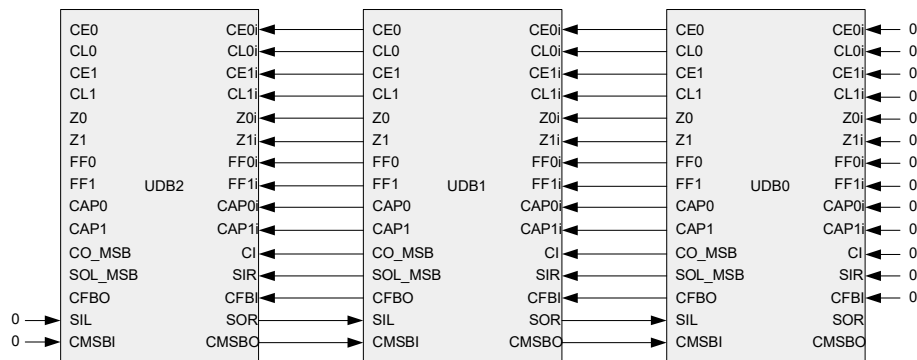 CE0 CE0i CE0 CE0i CE0 CE0i 0
CL0 CL0i CL0 CL0i CL0 CL0i 0
CE1 CE1i CE1 CE1i CE1 CE1i 0
CL1 CL1i CL1 CL1i CL1 CL1i 0
Z0 Z0i Z0 Z0i Z0 Z0i 0
Z1 Z1i Z1 Z1i Z1 Z1i 0
FF0 FF0i FF0 FF0i FF0 FF0i 0
FF1 UDB2 FF1i FF1 UDB1 FF1i FF1 UDB0 FF1i 0
CAP0 CAP0i CAP0 CAP0i CAP0 CAP0i 0
CAP1 CAP1i CAP1 CAP1i CAP1 CAP1i 0
CO_MSB CI CO_MSB CI CO_MSB CI 0
SOL_MSB SIR SOL_MSB SIR SOL_MSB SIR 0
CFBO CFBI CFBO CFBI CFBO CFBI 0
0 SIL SOR SIL SOR SIL SOR
0 CMSBI CMSBO CMSBI CMSBO CMSBI CMSBO